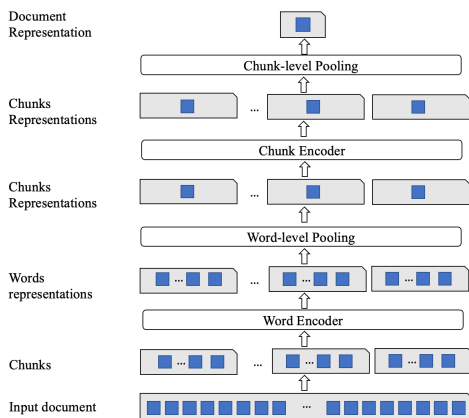 Document
Representation
Chunk-level Pooling
Chunks
Representations
...
Chunk Encoder
Chunks
Representations
...
Word-level Pooling
Words
representations
... ... ... ...
Word Encoder
Chunks
... ... ... ...
Input document
...